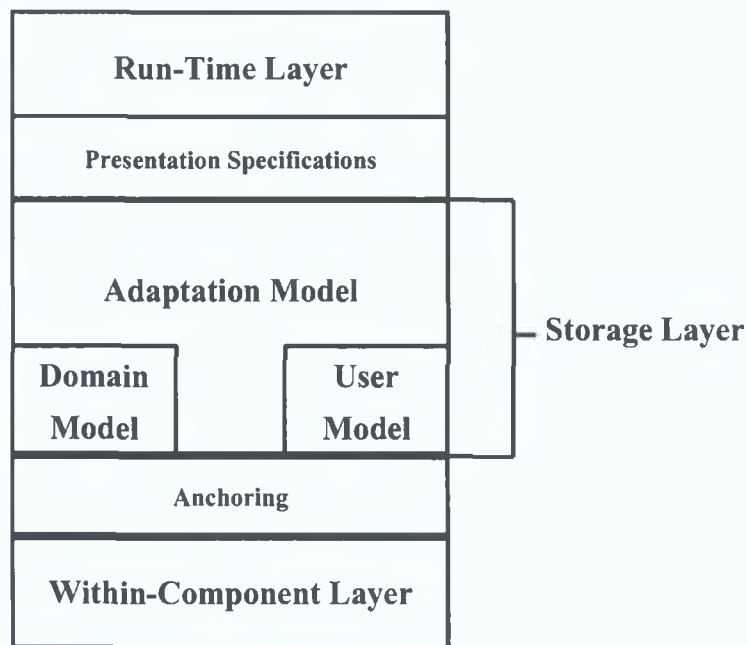 Run-Time Layer
Presentation Specifications
Adaptation Model
Storage Layer
Domain
Model
User
Model
Anchoring
Within-Component Layer